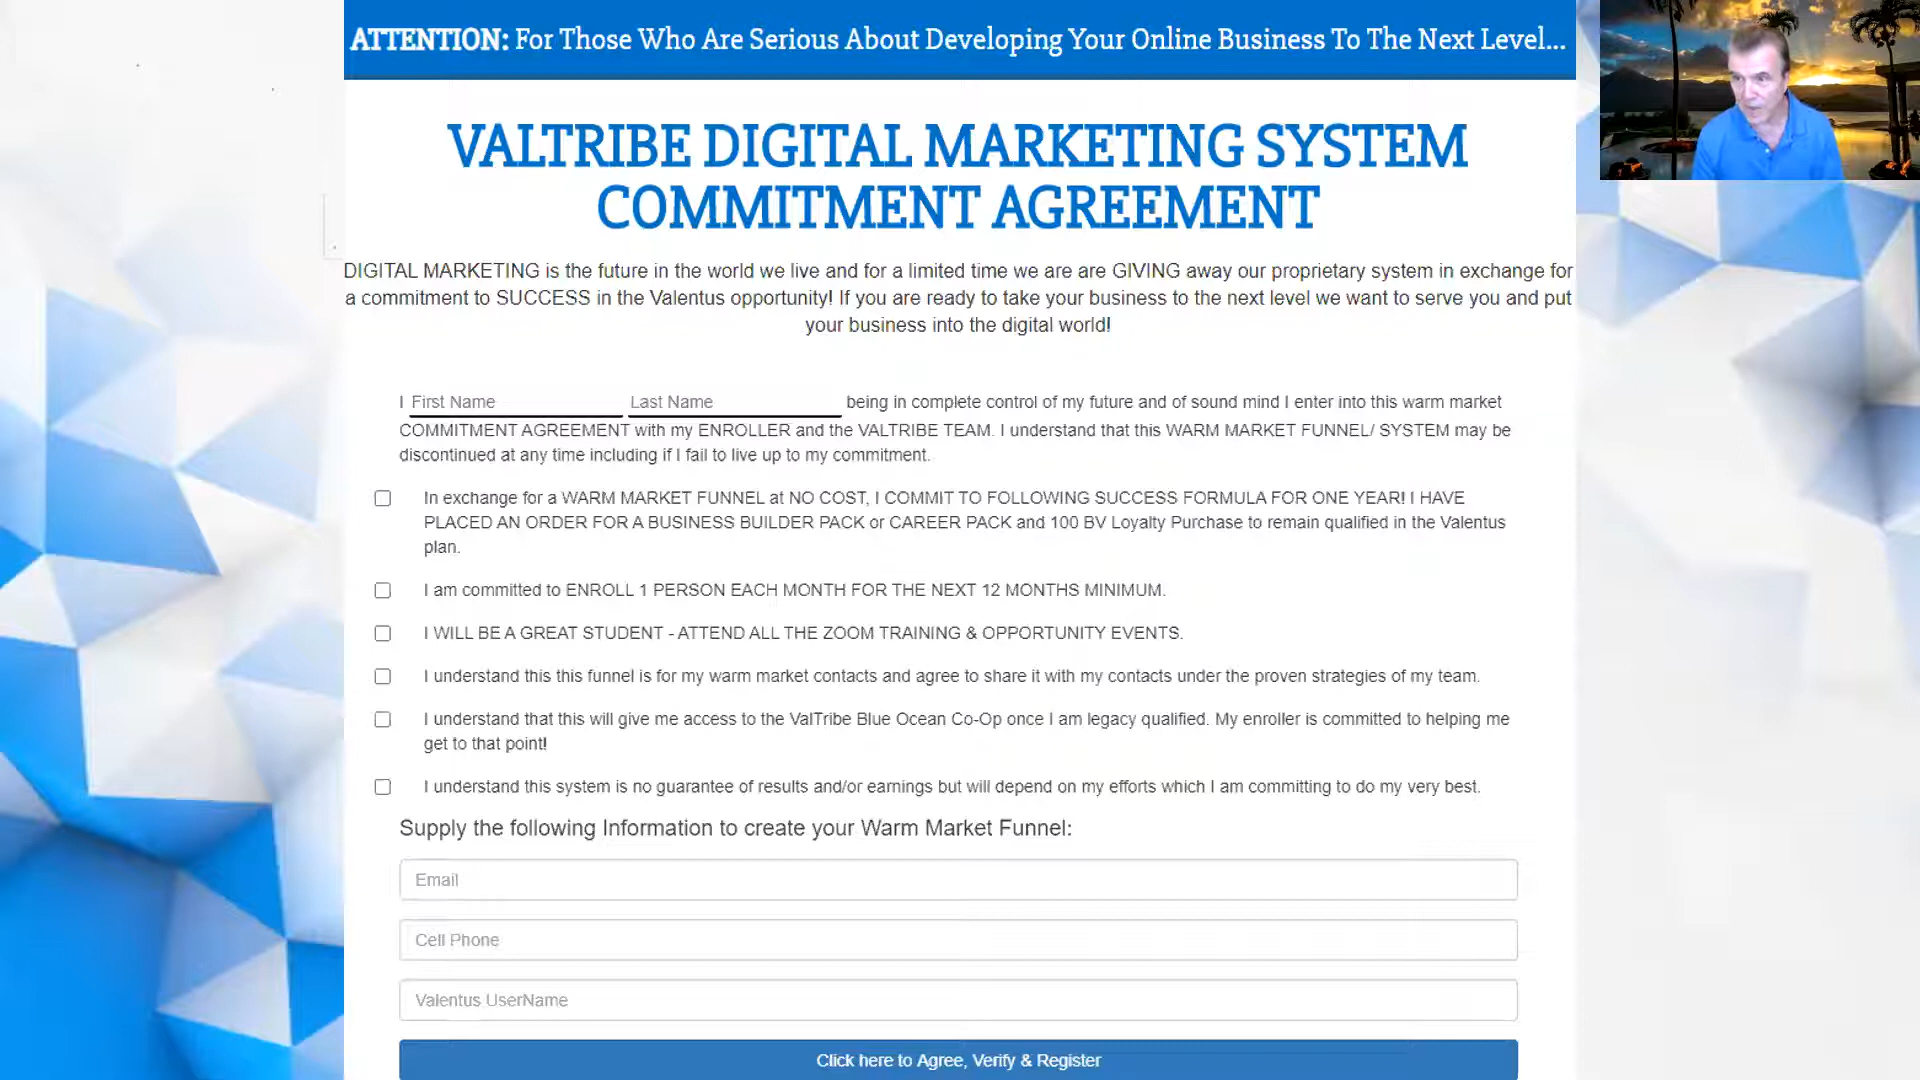 ATTENTION: For Those Who Are Serious About Developing Your Online Business To The Next Level...
VALTRIBE DIGITAL MARKETING SYSTEM
COMMITMENT AGREEMENT
DIGITAL MARKETING is the future in the world we live and for a limited time we are are GIVING away our proprietary system in exchange for
a commitment to SUCCESS in the Valentus opportunity! If you are ready to take your business to the next level we want to serve you and put
your business into the digital world!
I First Name Last Name being in complete control of my future and of sound mind I enter into this warm market
COMMITMENT AGREEMENT with my ENROLLER and the VALTRIBE TEAM. I understand that this WARM MARKET FUNNEL/ SYSTEM may be
discontinued at any time including if I fail to live up to my commitment.
In exchange for a WARM MARKET FUNNEL at NO COST, I COMMIT TO FOLLOWING SUCCESS FORMULA FOR ONE YEAR! I HAVE
PLACED AN ORDER FOR A BUSINESS BUILDER PACK or CAREER PACK and 100 BV Loyalty Purchase to remain qualified in the Valentus
plan.
I am committed to ENROLL 1 PERSON EACH MONTH FOR THE NEXT 12 MONTHS MINIMUM.
I WILL BE A GREAT STUDENT - ATTEND ALL THE ZOOM TRAINING & OPPORTUNITY EVENTS.
I understand this this funnel is for my warm market contacts and agree to share it with my contacts under the proven strategies of my team.
I understand that this will give me access to the ValTribe Blue Ocean Co-Op once I am legacy qualified. My enroller is committed to helping me
get to that point!
I understand this system is no guarantee of results and/or earnings but will depend on my efforts which I am committing to do my very best.
Supply the following Information to create your Warm Market Funnel:
Email
Cell Phone
Valentus UserName
Click here to Agree, Verify & Register